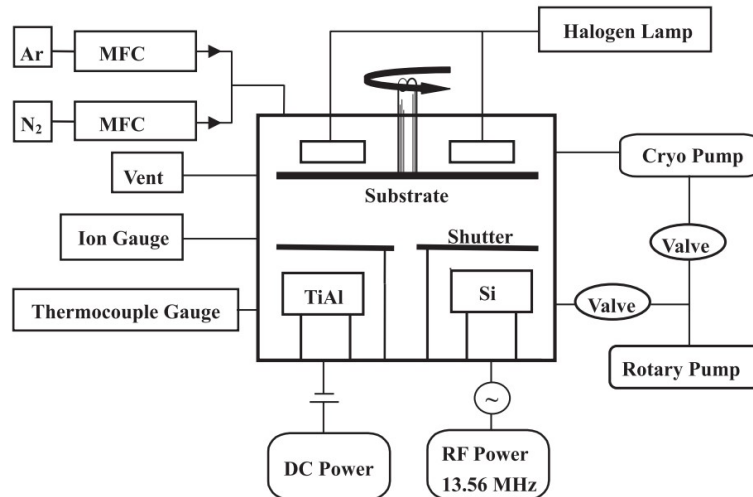 Ar
MFC
Halogen Lamp
N₂
MFC
Cryo Pump
Vent
Substrate
Ion Gauge
Shutter
Valve
TiAl
Si
Thermocouple Gauge
Valve
Rotary Pump
~
DC Power
RF Power
13.56 MHz